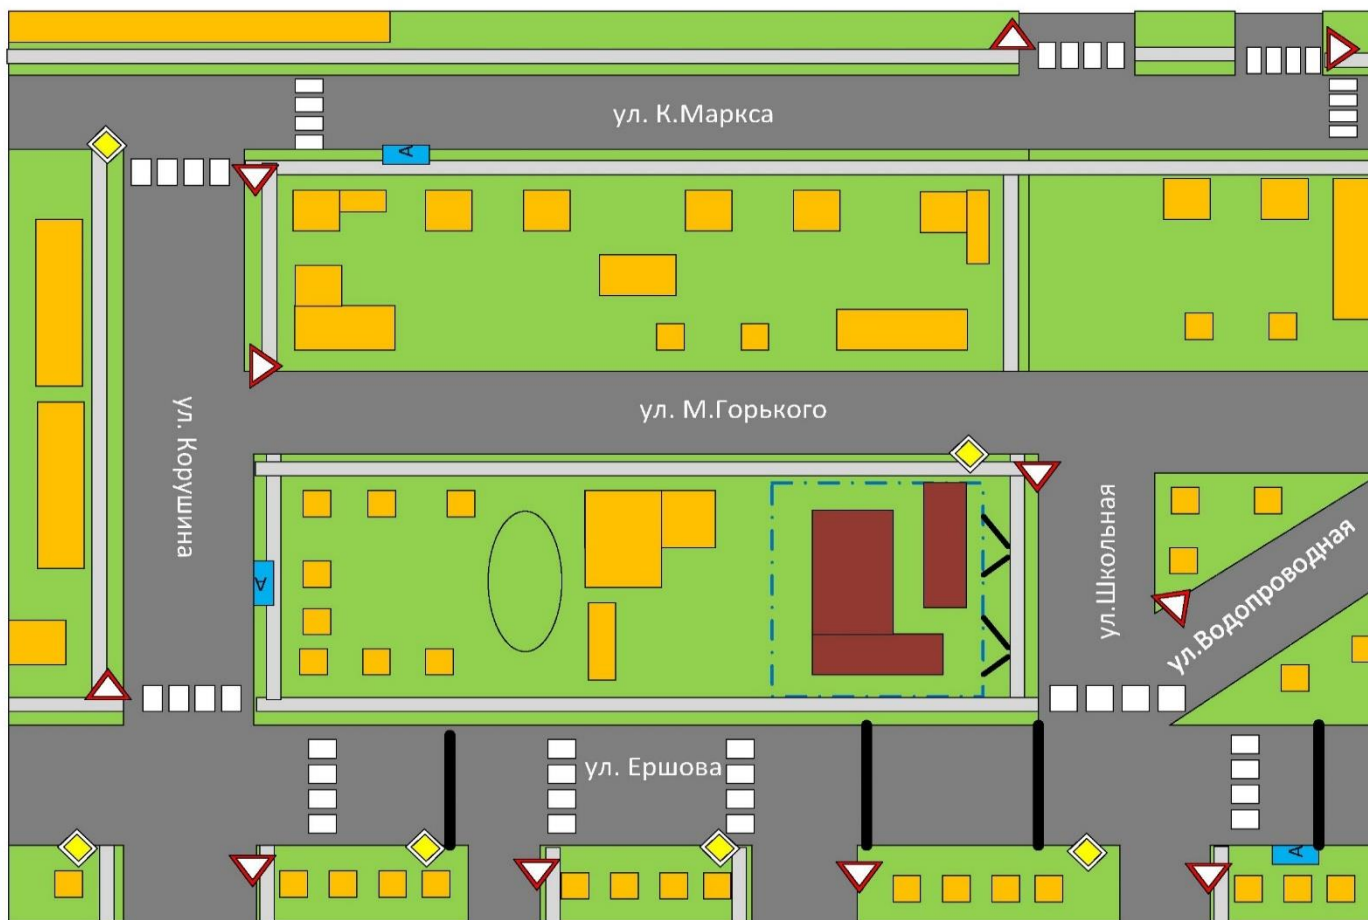 ул. К.Маркса
А
ул. М.Горького
ул. Корушина
А
ул.Школьная
ул.Водопроводная
ул. Ершова
А